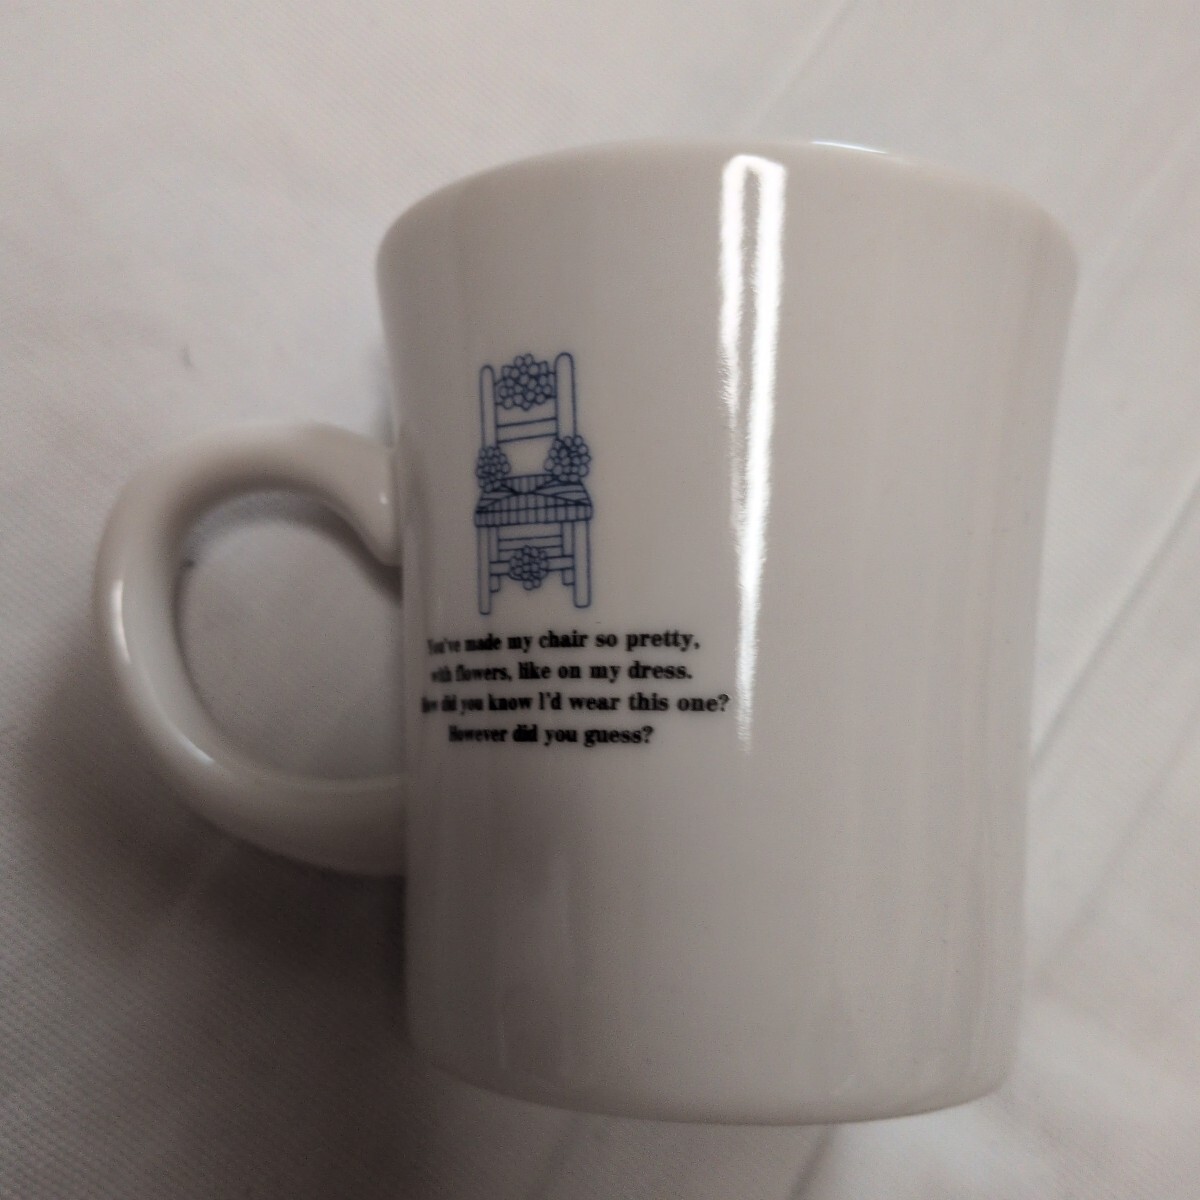 You've made my chair so pretty,
with flowers, like on my dress.
How did you know I'd wear this one?
However did you guess?